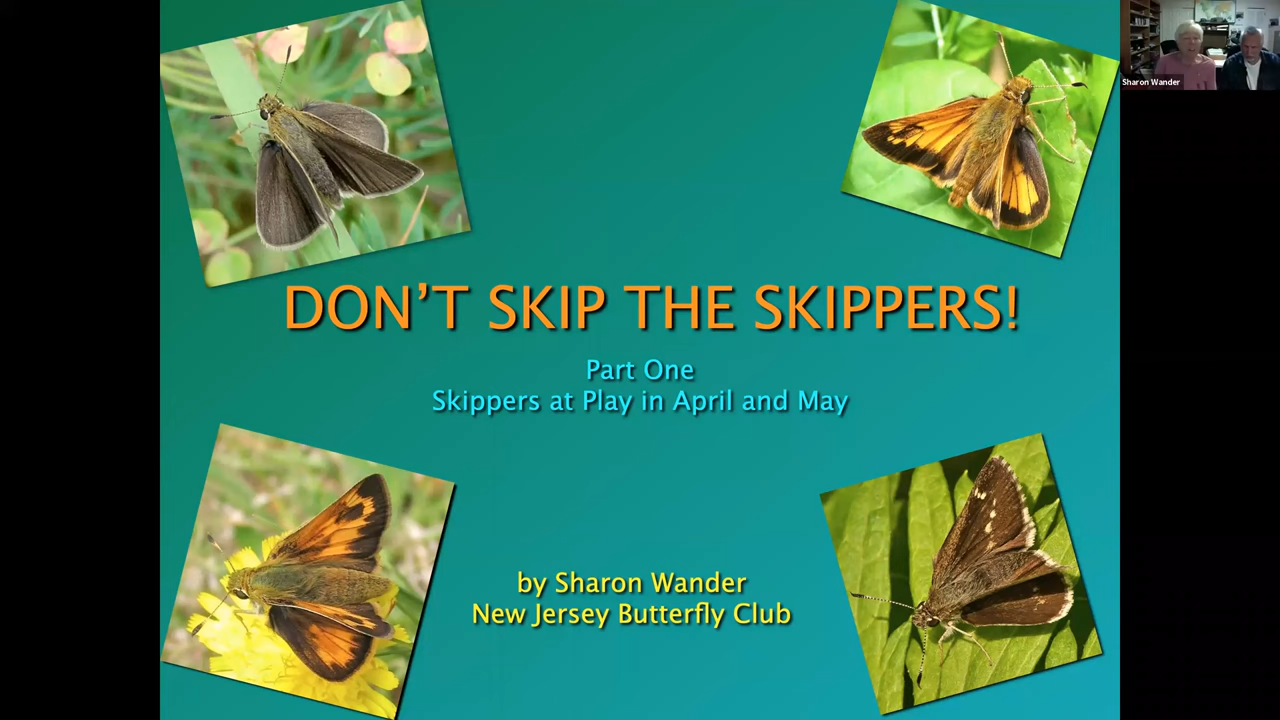 Sharon Wander
DON'T SKIP THE SKIPPERS!
Part One
Skippers at Play in April and May
by Sharon Wander
New Jersey Butterfly Club